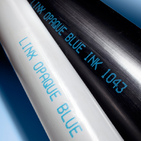 LINX OPAQUE BLUE INK 1043
LINX OPAQUE BLUE